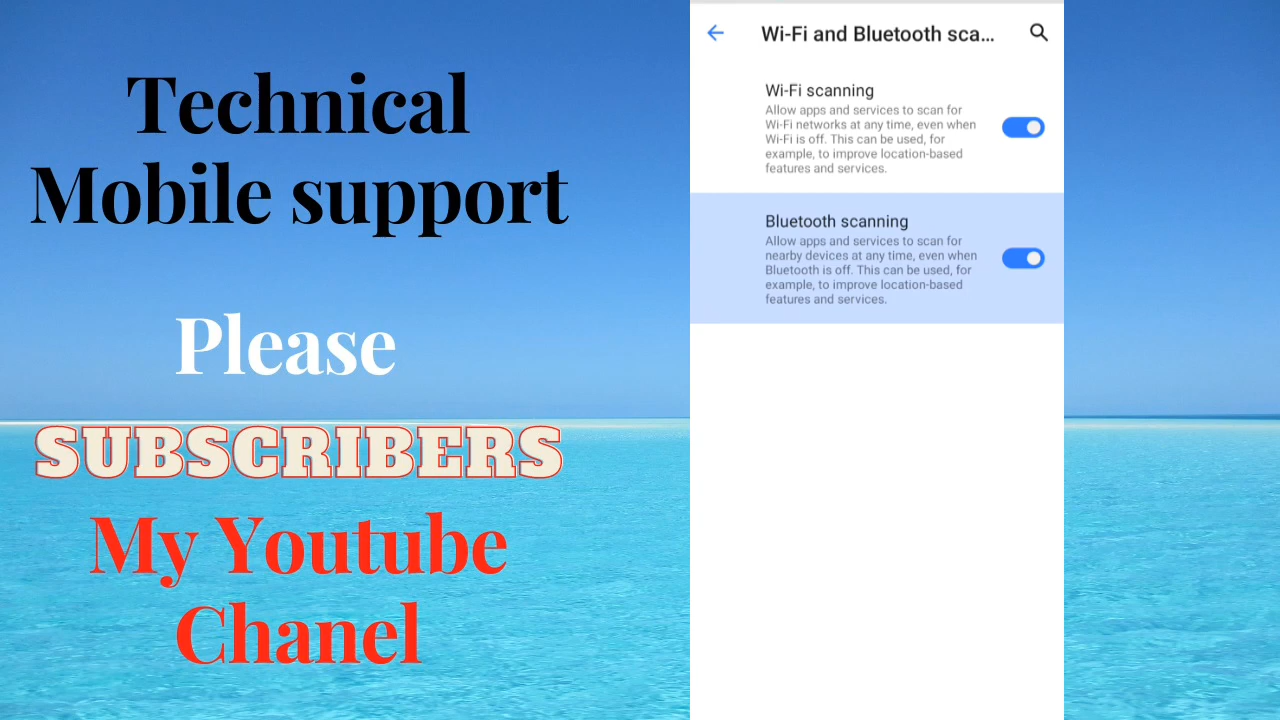 Technical
Mobile support
Please
SUBSCRIBERS
My Youtube
Chanel
Wi-Fi and Bluetooth sca...
Wi-Fi scanning
Allow apps and services to scan for
Wi-Fi networks at any time, even when
Wi-Fi is off. This can be used, for
example, to improve location-based
features and services.
Bluetooth scanning
Allow apps and services to scan for
nearby devices at any time, even when
Bluetooth is off. This can be used, for
example, to improve location-based
features and services.